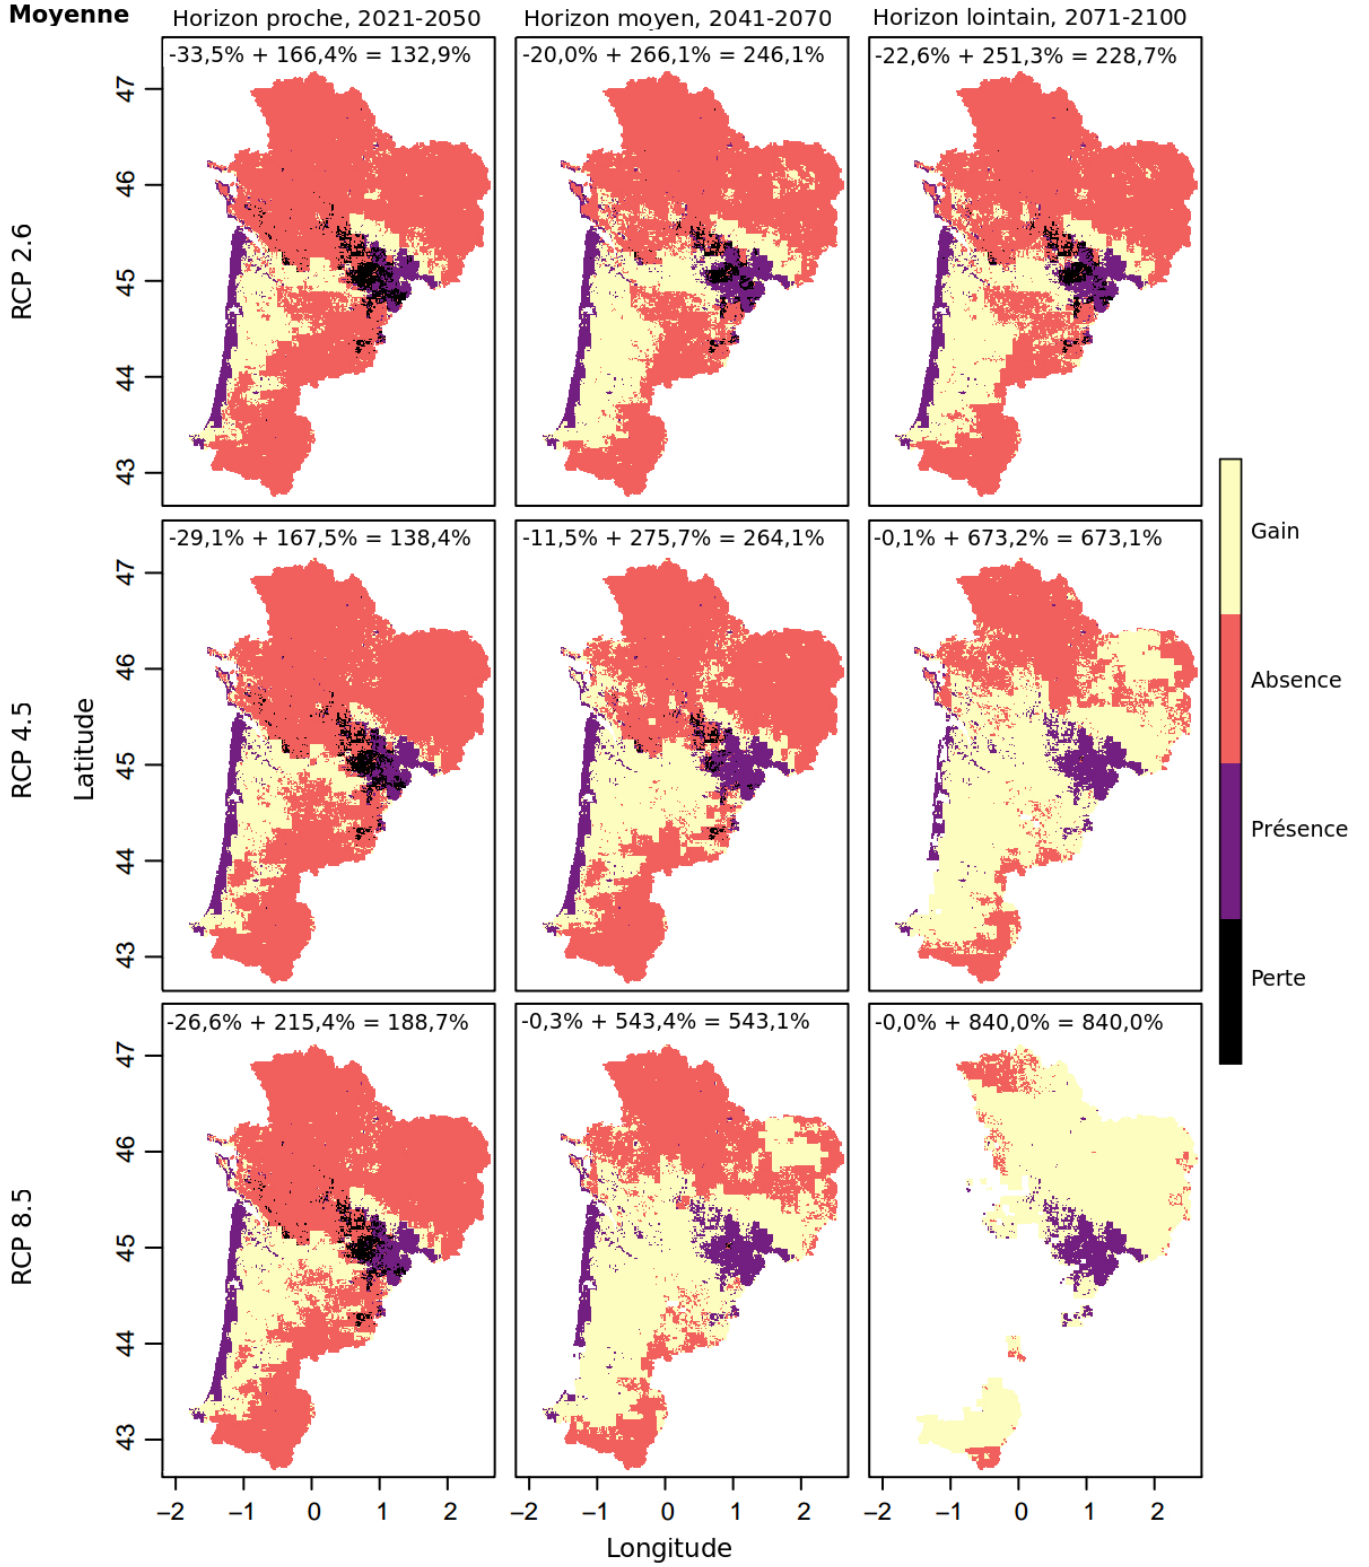 Moyenne
Horizon proche, 2021-2050
Horizon moyen, 2041-2070
Horizon lointain, 2071-2100
RCP 2.6
-33,5% + 166,4% = 132,9%
-20,0% + 266,1% = 246,1%
-22,6% + 251,3% = 228,7%
47
46
45
44
43
RCP 4.5
Latitude
-29,1% + 167,5% = 138,4%
-11,5% + 275,7% = 264,1%
-0,1% + 673,2% = 673,1%
47
46
45
44
43
RCP 8.5
-26,6% + 215,4% = 188,7%
-0,3% + 543,4% = 543,1%
-0,0% + 840,0% = 840,0%
47
46
45
44
43
−2 −1 0 1 2
−2 −1 0 1 2
−2 −1 0 1 2
Longitude
Gain
Absence
Présence
Perte